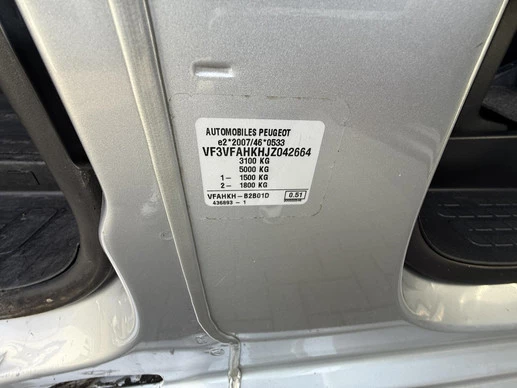 AUTOMOBILES PEUGEOT
e2*2007/46*0533
VF3VFAHKHJZ042664
3100 KG
5000 KG
1- 1500 KG
2- 1800 KG
VFAHKH-B2B01D 0.51
436893-1